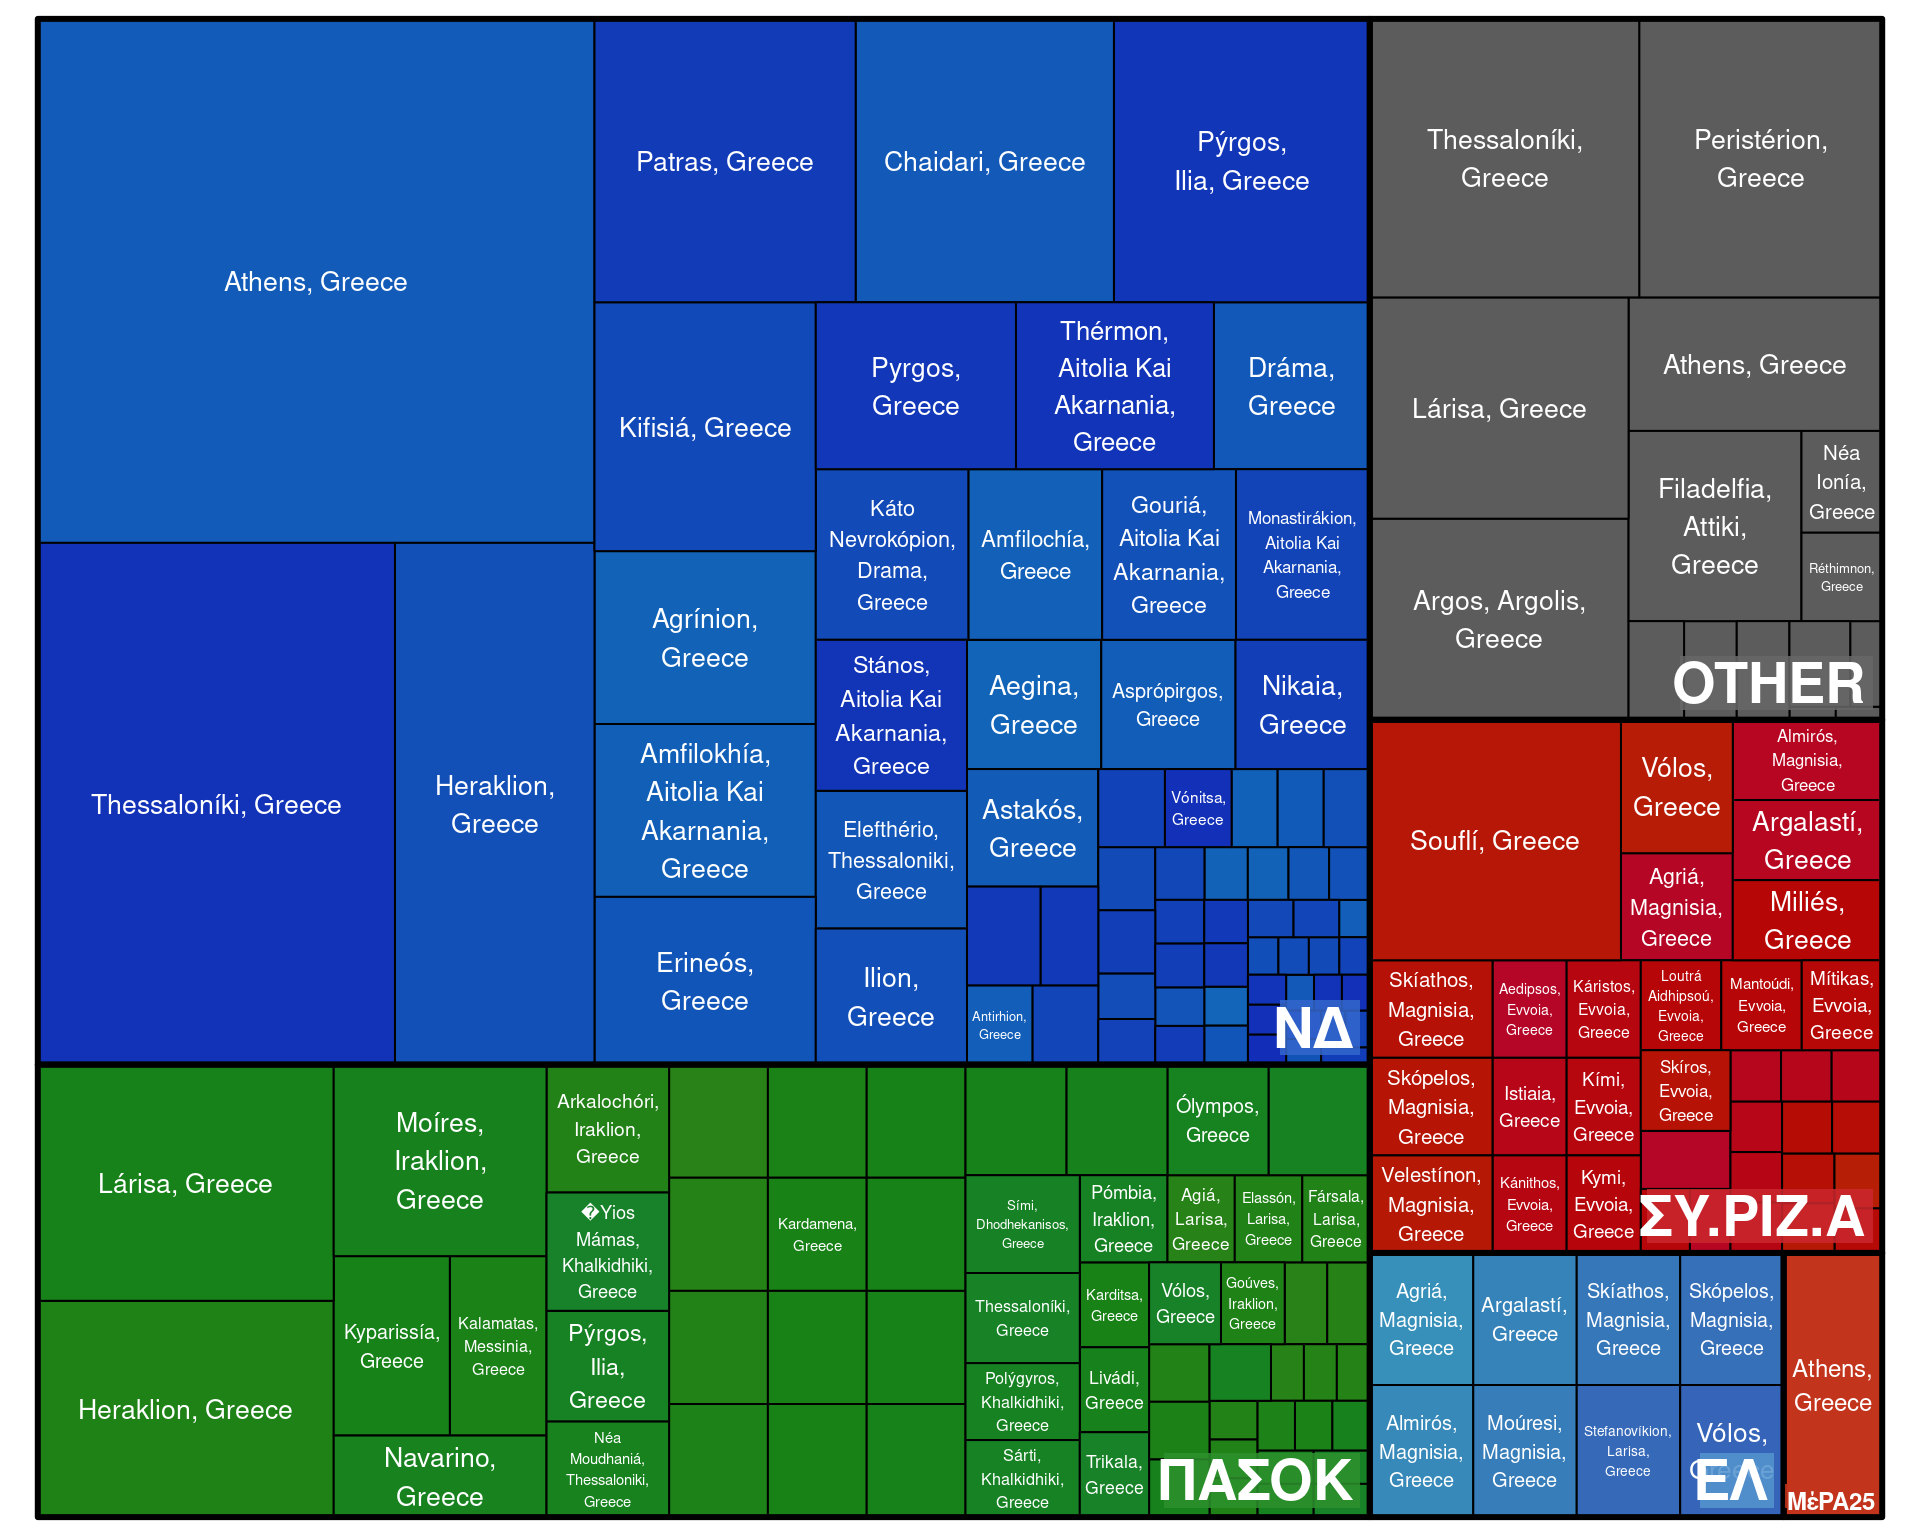 Athens, Greece
Patras, Greece
Chaidari, Greece
Pýrgos,
Ilia, Greece
Kifisiá, Greece
Pyrgos,
Greece
Thérmon,
Aitolia Kai
Akarnania,
Greece
Dráma,
Greece
Káto
Nevrokópion,
Drama,
Greece
Amfilochía,
Greece
Gouriá,
Aitolia Kai
Akarnania,
Greece
Monastirákion,
Aitolia Kai
Akarnania,
Greece
Thessaloníki, Greece
Heraklion,
Greece
Agrínion,
Greece
Amfilokhía,
Aitolia Kai
Akarnania,
Greece
Erineós,
Greece
Stános,
Aitolia Kai
Akarnania,
Greece
Aegina,
Greece
Asprópirgos,
Greece
Nikaia,
Greece
Elefthério,
Thessaloniki,
Greece
Astakós,
Greece
Vónitsa,
Greece
Ilion,
Greece
Antirhion,
Greece
ΝΔ
Thessaloníki,
Greece
Peristérion,
Greece
Lárisa, Greece
Athens, Greece
Filadelfia,
Attiki,
Greece
Néa
Ionía,
Greece
Réthimnon,
Greece
Argos, Argolis,
Greece
OTHER
Souflí, Greece
Vólos,
Greece
Almirós,
Magnisia,
Greece
Argalastí,
Greece
Agriá,
Magnisia,
Greece
Miliés,
Greece
Skíathos,
Magnisia,
Greece
Aedipsos,
Evvoia,
Greece
Káristos,
Evvoia,
Greece
Loutrá
Aidhipsoú,
Evvoia,
Greece
Mantoúdi,
Evvoia,
Greece
Mítikas,
Evvoia,
Greece
Skópelos,
Magnisia,
Greece
Istiaia,
Greece
Kími,
Evvoia,
Greece
Skíros,
Evvoia,
Greece
Velestínon,
Magnisia,
Greece
Kánithos,
Evvoia,
Greece
Kymi,
Evvoia,
Greece
ΣΥ.ΡΙΖ.Α
Lárisa, Greece
Moíres,
Iraklion,
Greece
Arkalochóri,
Iraklion,
Greece
Ólympos,
Greece
�Yios
Mámas,
Khalkidhiki,
Greece
Kardamena,
Greece
Sími,
Dhodhekanisos,
Greece
Pómbia,
Iraklion,
Greece
Agiá,
Larisa,
Greece
Elassón,
Larisa,
Greece
Fársala,
Larisa,
Greece
Heraklion, Greece
Kyparissía,
Greece
Kalamatas,
Messinia,
Greece
Pýrgos,
Ilia,
Greece
Thessaloníki,
Greece
Karditsa,
Greece
Vólos,
Greece
Goúves,
Iraklion,
Greece
Navarino,
Greece
Néa
Moudhaniá,
Thessaloniki,
Greece
Polýgyros,
Khalkidhiki,
Greece
Livádi,
Greece
Sárti,
Khalkidhiki,
Greece
Trikala,
Greece
ΠΑΣΟΚ
Agriá,
Magnisia,
Greece
Argalastí,
Greece
Skíathos,
Magnisia,
Greece
Skópelos,
Magnisia,
Greece
Almirós,
Magnisia,
Greece
Moúresi,
Magnisia,
Greece
Stefanovíkion,
Larisa,
Greece
Vólos,
Greece
ΕΛ
Athens,
Greece
ΜέΡΑ25